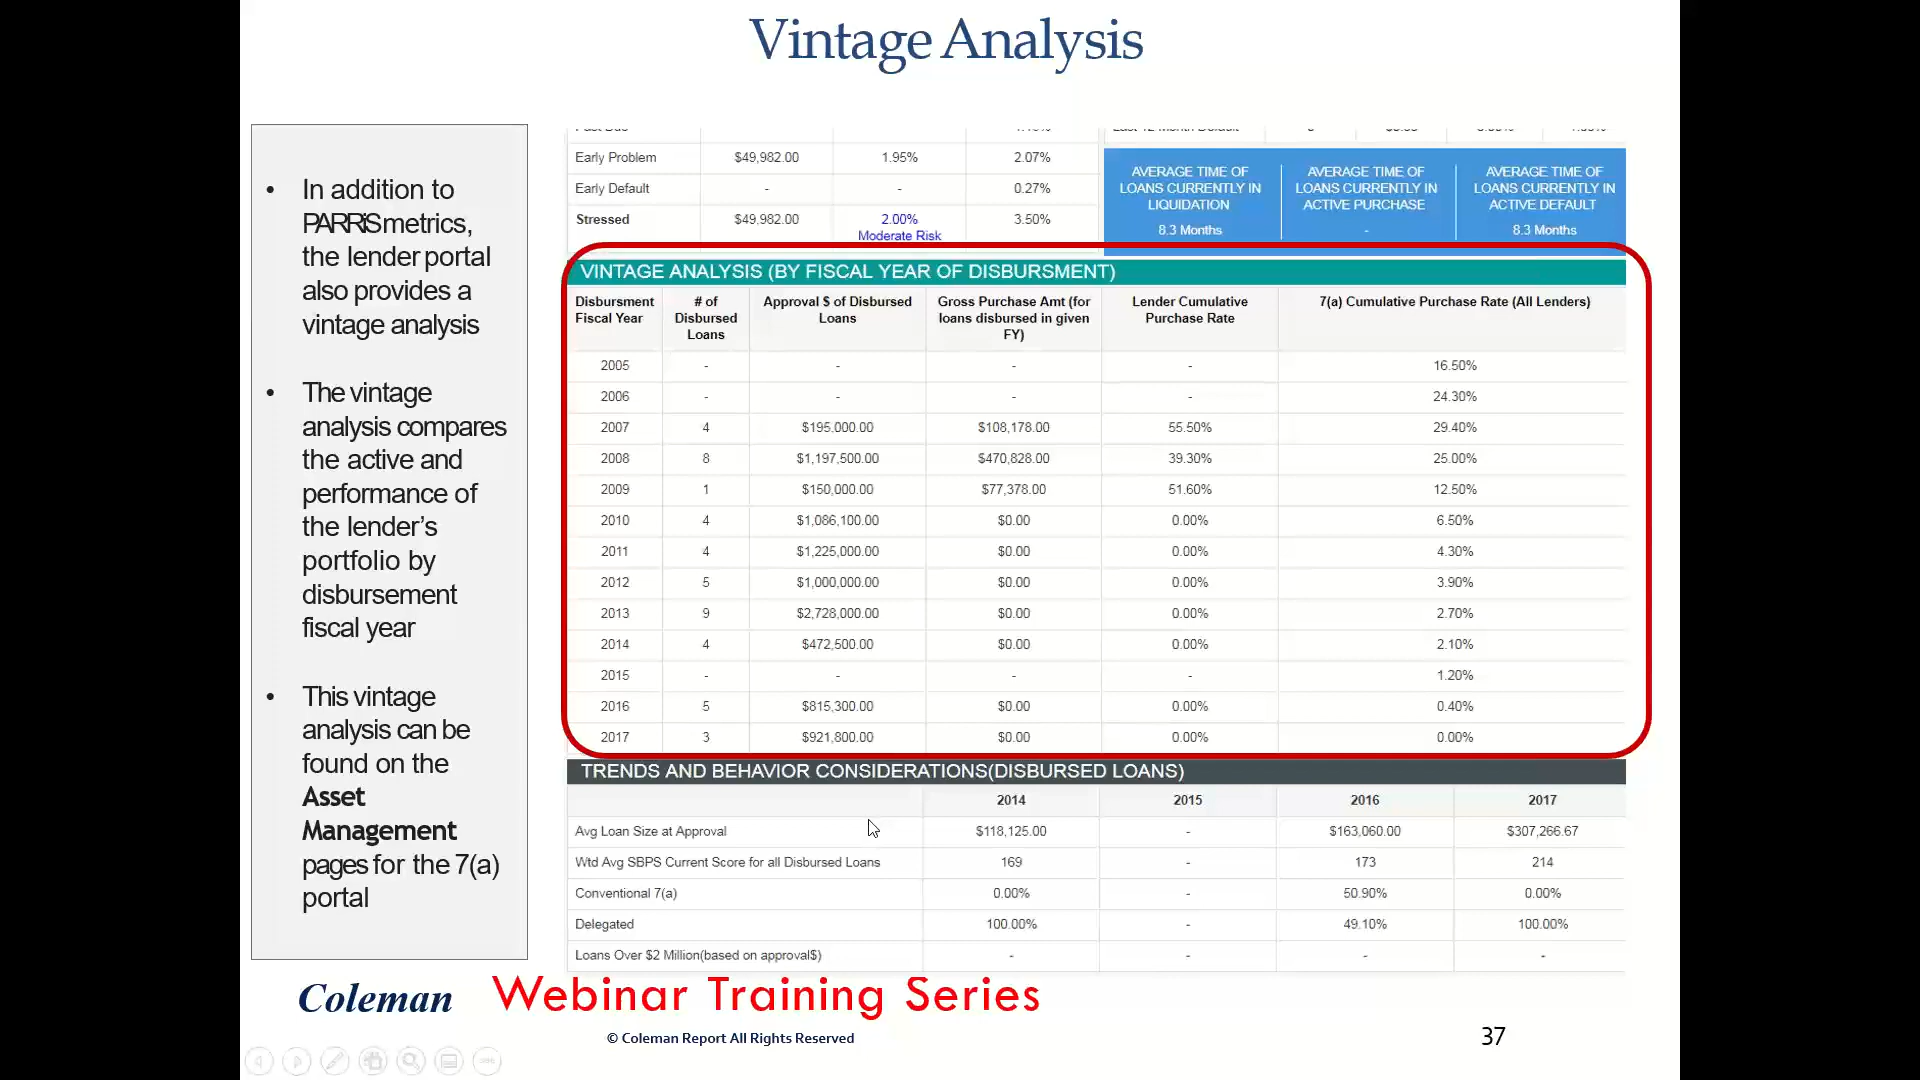 Vintage Analysis
• In addition to
PARRiS metrics,
the lender portal
also provides a
vintage analysis
• The vintage
analysis compares
the active and
performance of
the lender’s
portfolio by
disbursement
fiscal year
• This vintage
analysis can be
found on the
Asset
Management
pages for the 7(a)
portal
Early Problem $49,982.00 1.95% 2.07%
Early Default - - 0.27%
Stressed $49,982.00 2.00% 3.50%
Moderate Risk
AVERAGE TIME OF LOANS CURRENTLY IN LIQUIDATION
8.3 Months
AVERAGE TIME OF LOANS CURRENTLY IN ACTIVE PURCHASE
-
AVERAGE TIME OF LOANS CURRENTLY IN ACTIVE DEFAULT
8.3 Months
VINTAGE ANALYSIS (BY FISCAL YEAR OF DISBURSMENT)
Disbursment Fiscal Year # of Disbursed Loans Approval $ of Disbursed Loans Gross Purchase Amt (for loans disbursed in given FY) Lender Cumulative Purchase Rate 7(a) Cumulative Purchase Rate (All Lenders)
2005 - - - - 16.50%
2006 - - - - 24.30%
2007 4 $195,000.00 $108,178.00 55.50% 29.40%
2008 8 $1,197,500.00 $470,828.00 39.30% 25.00%
2009 1 $150,000.00 $77,378.00 51.60% 12.50%
2010 4 $1,086,100.00 $0.00 0.00% 6.50%
2011 4 $1,225,000.00 $0.00 0.00% 4.30%
2012 5 $1,000,000.00 $0.00 0.00% 3.90%
2013 9 $2,728,000.00 $0.00 0.00% 2.70%
2014 4 $472,500.00 $0.00 0.00% 2.10%
2015 - - - - 1.20%
2016 5 $815,300.00 $0.00 0.00% 0.40%
2017 3 $921,800.00 $0.00 0.00% 0.00%
TRENDS AND BEHAVIOR CONSIDERATIONS(DISBURSED LOANS)
2014 2015 2016 2017
Avg Loan Size at Approval $118,125.00 - $163,060.00 $307,266.67
Wtd Avg SBPS Current Score for all Disbursed Loans 169 - 173 214
Conventional 7(a) 0.00% - 50.90% 0.00%
Delegated 100.00% - 49.10% 100.00%
Loans Over $2 Million(based on approval$) - - - -
Coleman Webinar Training Series
© Coleman Report All Rights Reserved
37